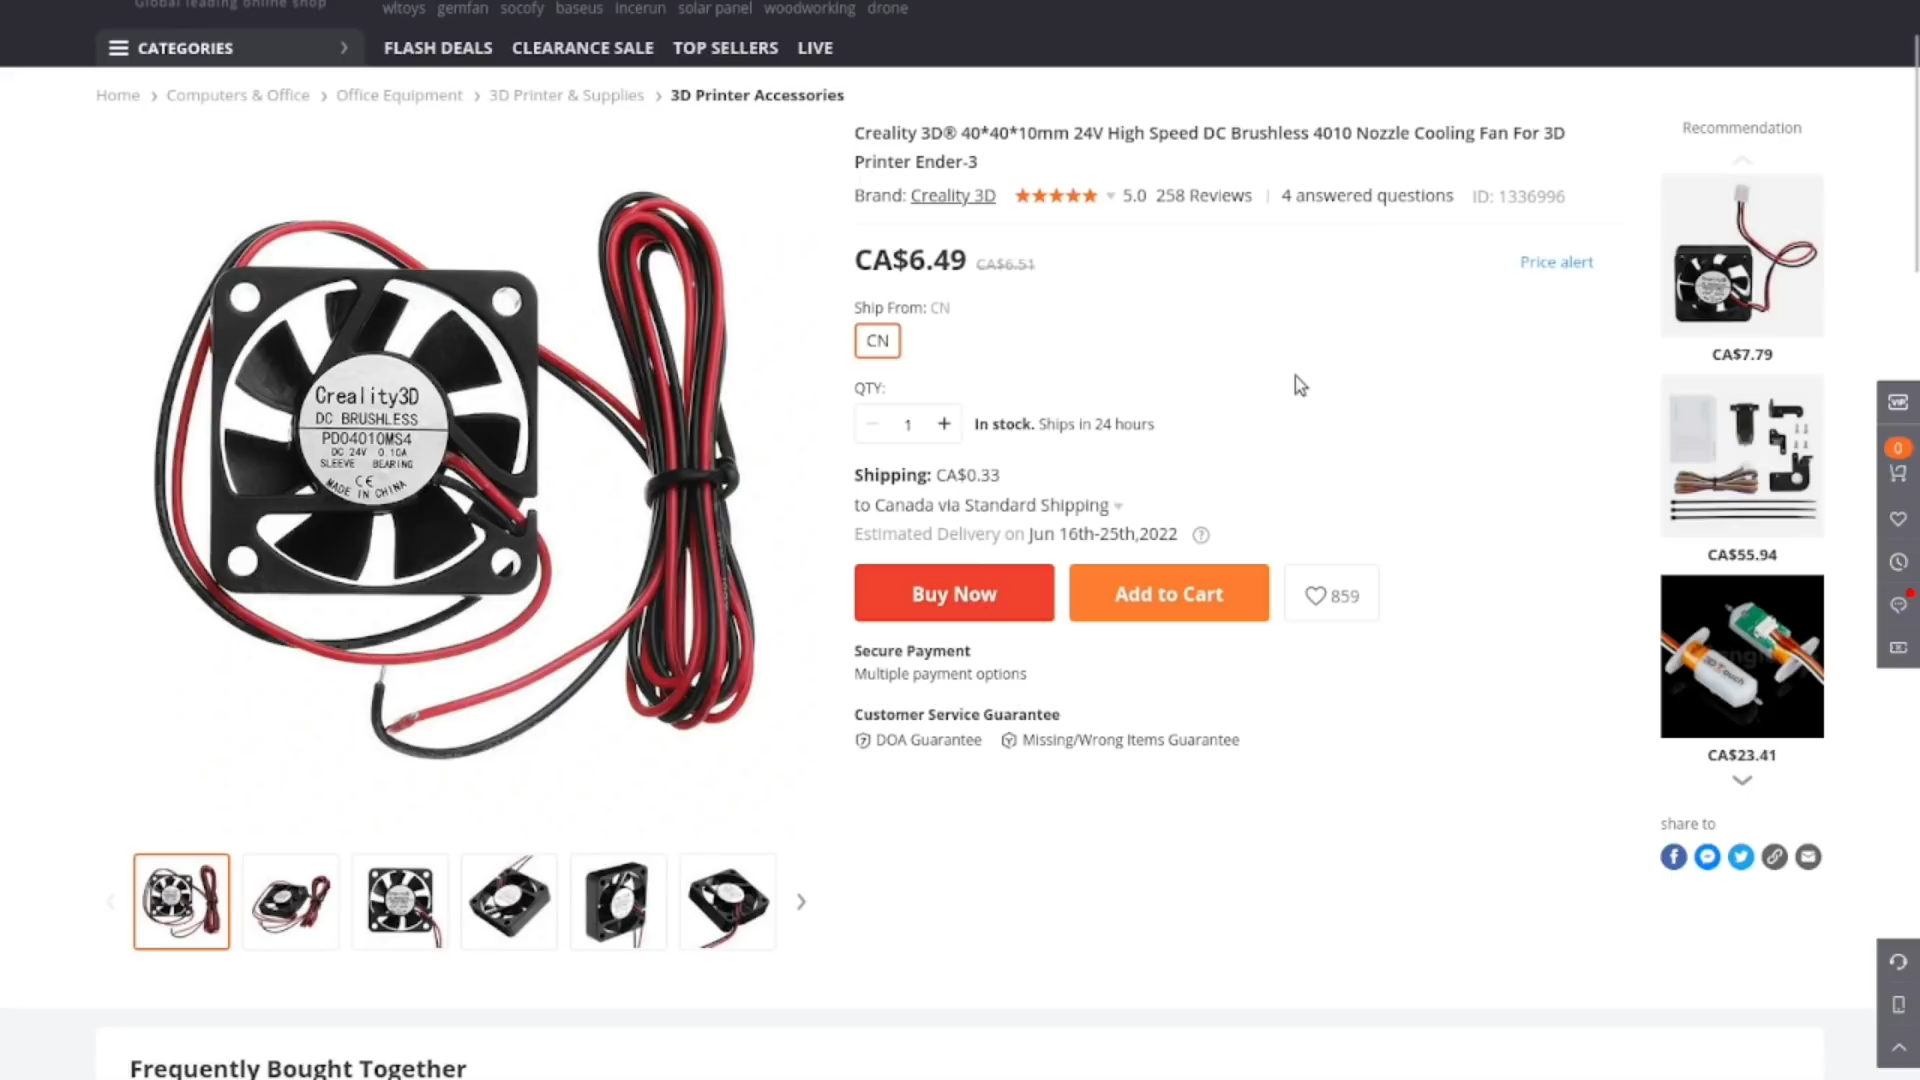 Global leading online shop
wltoys gemfan socofy baseus incerun solar panel woodworking drone
CATEGORIES
FLASH DEALS CLEARANCE SALE TOP SELLERS LIVE
Home > Computers & Office > Office Equipment > 3D Printer & Supplies > 3D Printer Accessories
Creality 3D® 40*40*10mm 24V High Speed DC Brushless 4010 Nozzle Cooling Fan For 3D
Printer Ender-3
Brand: Creality 3D 5.0 258 Reviews | 4 answered questions ID: 1336996
CA$6.49 CA$6.51
Price alert
Ship From: CN
CN
QTY:
− 1 + In stock. Ships in 24 hours
Shipping: CA$0.33
to Canada via Standard Shipping
Estimated Delivery on Jun 16th-25th,2022 ?
Buy Now
Add to Cart
859
Secure Payment
Multiple payment options
Customer Service Guarantee
DOA Guarantee
Missing/Wrong Items Guarantee
Creality3D
DC BRUSHLESS
PD04010MS4
DC 24V 0.10A
SLEEVE BEARING
CE
MADE IN CHINA
Recommendation
CA$7.79
CA$55.94
3DTouch
CA$23.41
share to
VIP
0
Frequently Bought Together